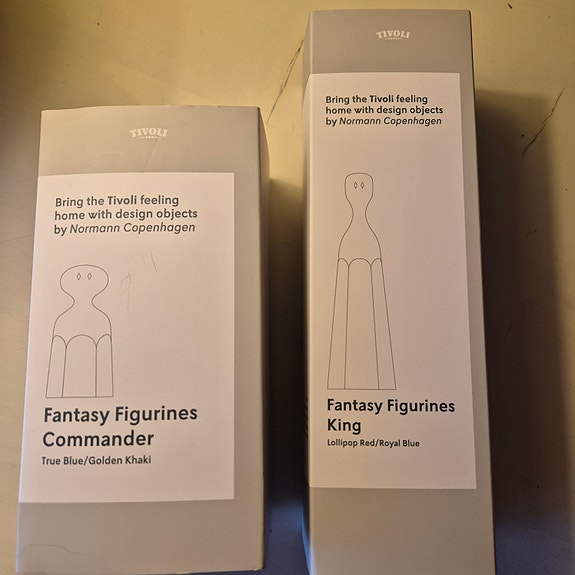 TIVOLI
Bring the Tivoli feeling
home with design objects
by Normann Copenhagen
Fantasy Figurines
Commander
True Blue/Golden Khaki
TIVOLI
Bring the Tivoli feeling
home with design objects
by Normann Copenhagen
Fantasy Figurines
King
Lollipop Red/Royal Blue